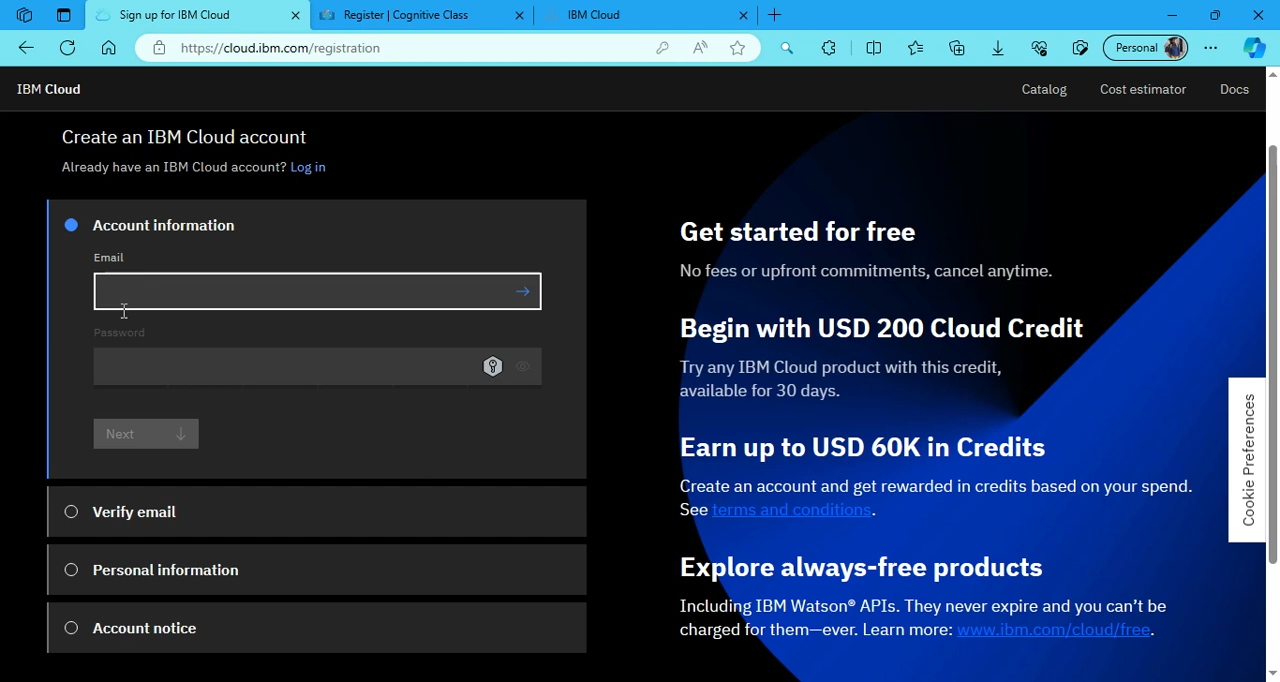 Sign up for IBM Cloud
Register | Cognitive Class
IBM Cloud
https://cloud.ibm.com/registration
Personal
IBM Cloud
Catalog
Cost estimator
Docs
Create an IBM Cloud account
Already have an IBM Cloud account? Log in
Account information
Email
Password
Next
Verify email
Personal information
Account notice
Get started for free
No fees or upfront commitments, cancel anytime.
Begin with USD 200 Cloud Credit
Try any IBM Cloud product with this credit,
available for 30 days.
Earn up to USD 60K in Credits
Create an account and get rewarded in credits based on your spend.
See terms and conditions.
Explore always-free products
Including IBM Watson® APIs. They never expire and you can't be
charged for them—ever. Learn more: www.ibm.com/cloud/free.
Cookie Preferences